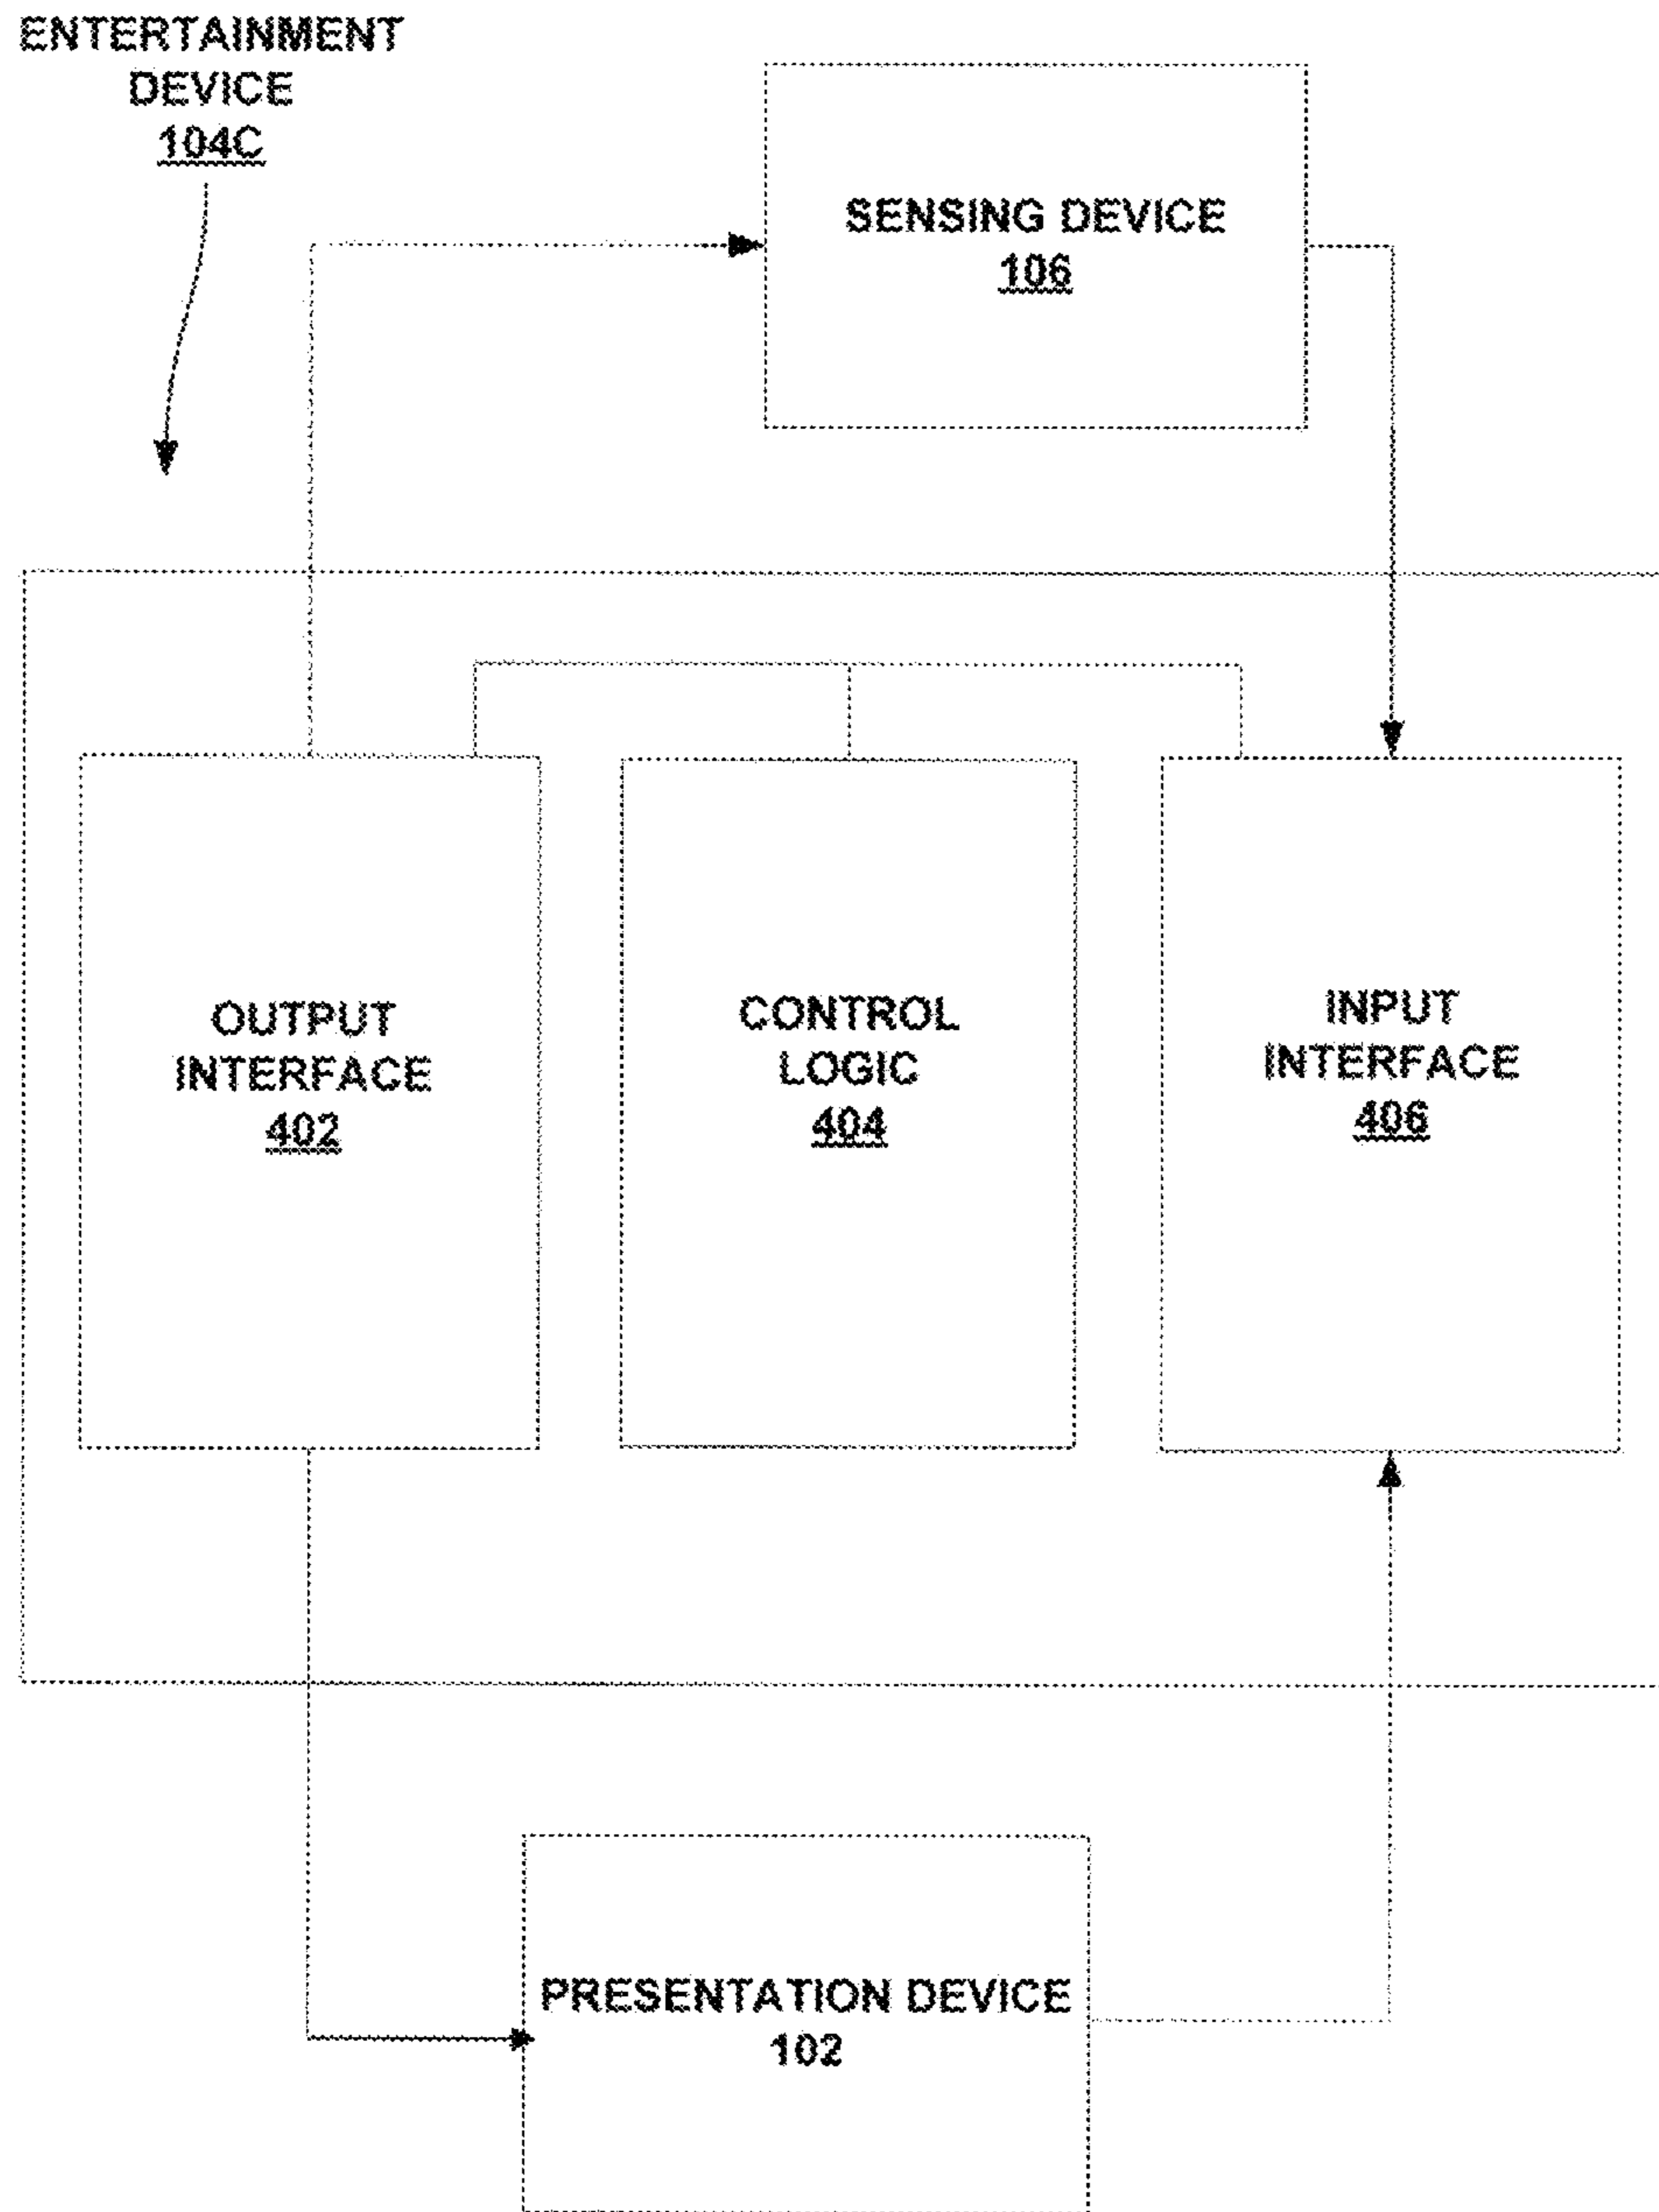 ENTERTAINMENT
DEVICE
104C
SENSING DEVICE
106
OUTPUT
INTERFACE
402
CONTROL
LOGIC
404
INPUT
INTERFACE
406
PRESENTATION DEVICE
102